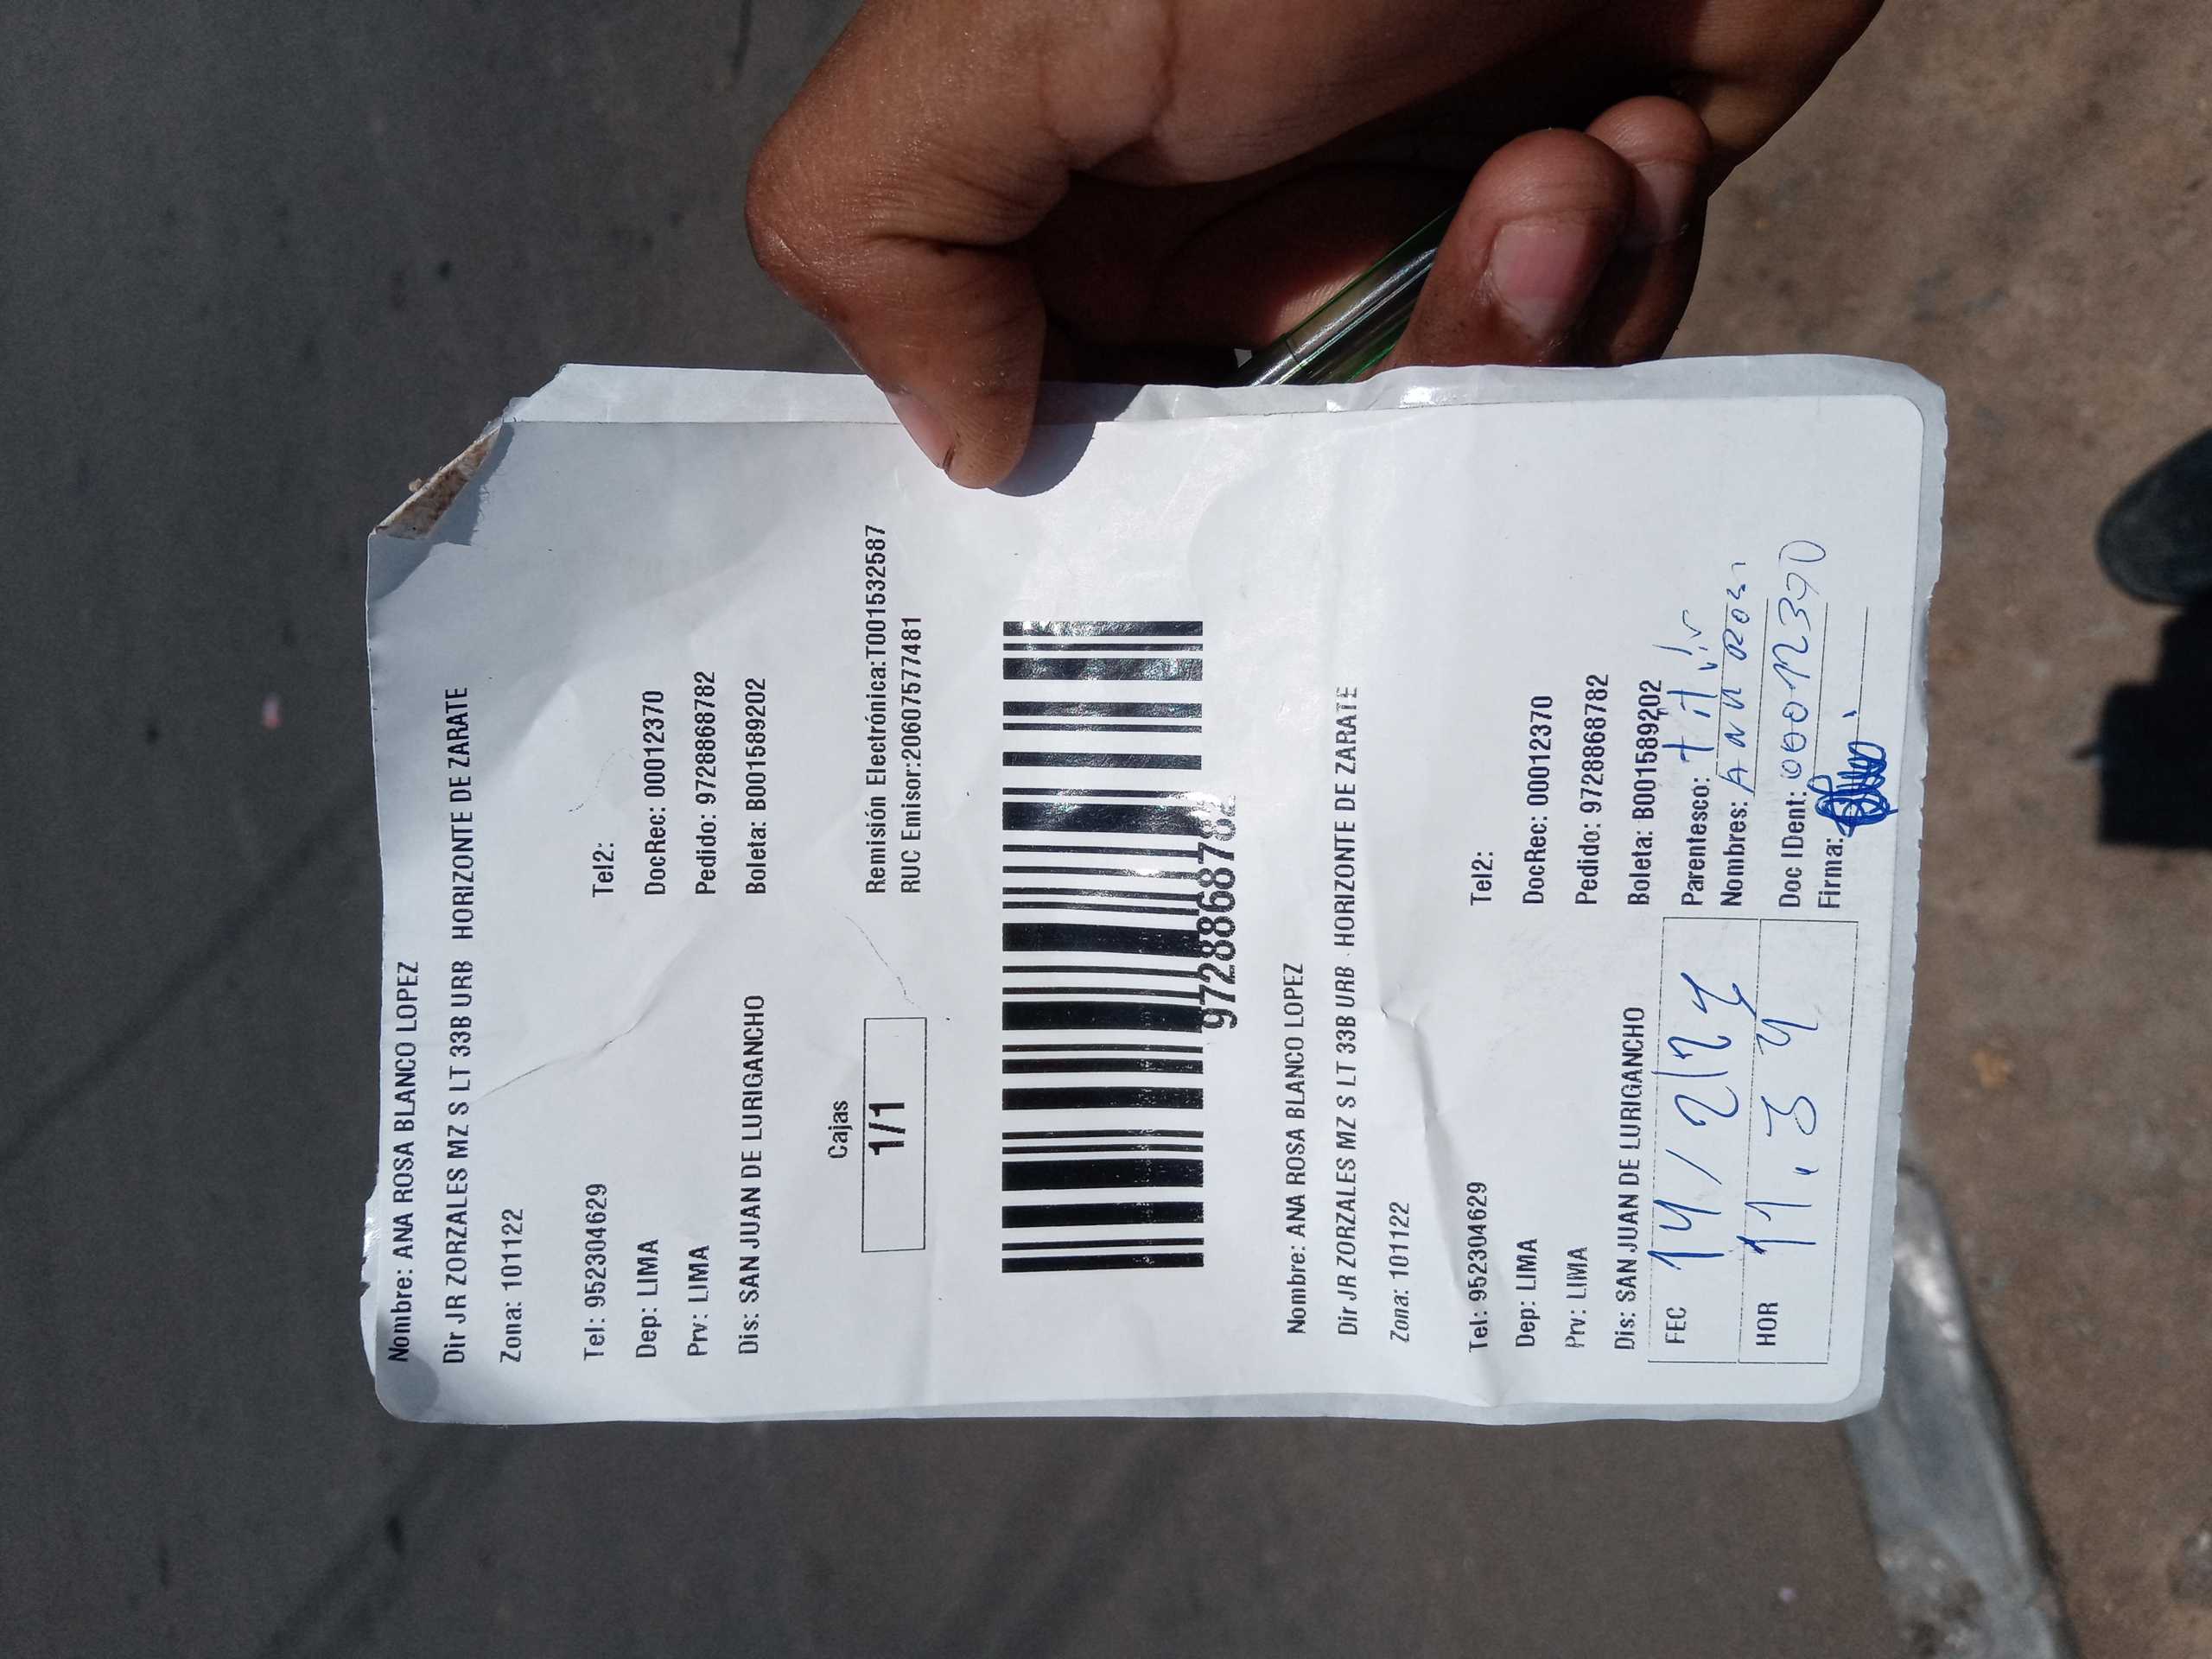 Nombre: ANA ROSA BLANCO LOPEZ
Dir JR ZORZALES MZ S LT 33B URB HORIZONTE DE ZARATE
Zona: 101122
Tel: 952304629 Tel2:
Dep: LIMA DocRec: 00012370
Prv: LIMA Pedido: 9728868782
Dis: SAN JUAN DE LURIGANCHO Boleta: B001589202
Cajas
1/1
Remisión Electrónica:T001532587
RUC Emisor:20607577481
9728868782
Nombre: ANA ROSA BLANCO LOPEZ
Dir JR ZORZALES MZ S LT 33B URB - HORIZONTE DE ZARATE
Zona: 101122
Tel: 952304629 Tel2:
Dep: LIMA DocRec: 00012370
Prv: LIMA Pedido: 9728868782
Dis: SAN JUAN DE LURIGANCHO Boleta: B001589202
FEC 14/2/24 Parentesco:
HOR 11.34 Nombres: ANA
Doc IDent: 00012370
Firma: